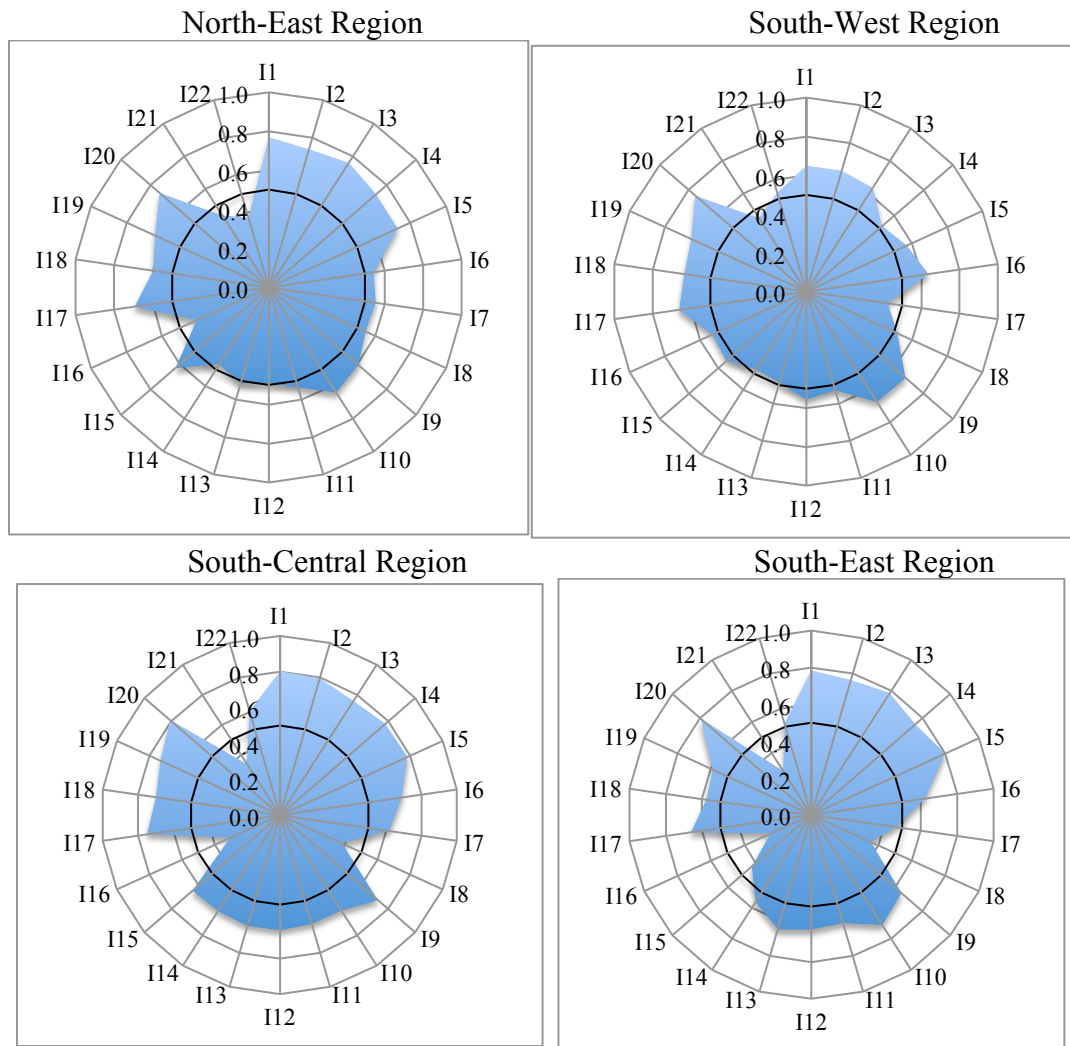 North-East Region
I1
I2
I3
I4
I5
I6
I7
I8
I9
I10
I11
I12
I13
I14
I15
I16
I17
I18
I19
I20
I21
I22
1.0
0.8
0.6
0.4
0.2
0.0
South-West Region
I1
I2
I3
I4
I5
I6
I7
I8
I9
I10
I11
I12
I13
I14
I15
I16
I17
I18
I19
I20
I21
I22
1.0
0.8
0.6
0.4
0.2
0.0
South-Central Region
I1
I2
I3
I4
I5
I6
I7
I8
I9
I10
I11
I12
I13
I14
I15
I16
I17
I18
I19
I20
I21
I22
1.0
0.8
0.6
0.4
0.2
0.0
South-East Region
I1
I2
I3
I4
I5
I6
I7
I8
I9
I10
I11
I12
I13
I14
I15
I16
I17
I18
I19
I20
I21
I22
1.0
0.8
0.6
0.4
0.2
0.0